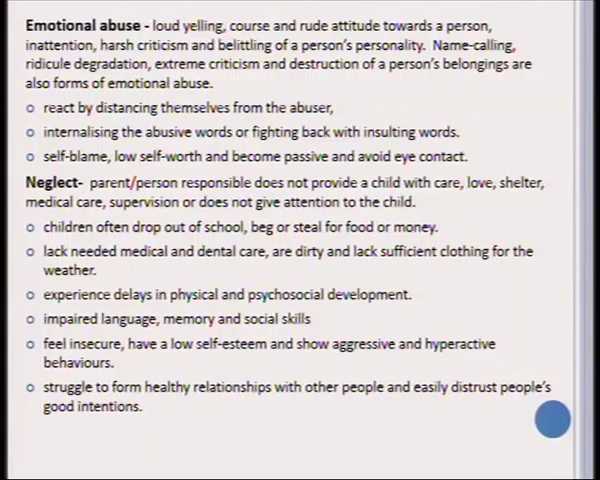 Emotional abuse - loud yelling, course and rude attitude towards a person,
inattention, harsh criticism and belittling of a person's personality. Name-calling,
ridicule degradation, extreme criticism and destruction of a person's belongings are
also forms of emotional abuse.
react by distancing themselves from the abuser,
internalising the abusive words or fighting back with insulting words.
self-blame, low self-worth and become passive and avoid eye contact.
Neglect- parent/person responsible does not provide a child with care, love, shelter,
medical care, supervision or does not give attention to the child.
children often drop out of school, beg or steal for food or money.
lack needed medical and dental care, are dirty and lack sufficient clothing for the
weather.
experience delays in physical and psychosocial development.
impaired language, memory and social skills
feel insecure, have a low self-esteem and show aggressive and hyperactive
behaviours.
struggle to form healthy relationships with other people and easily distrust people's
good intentions.